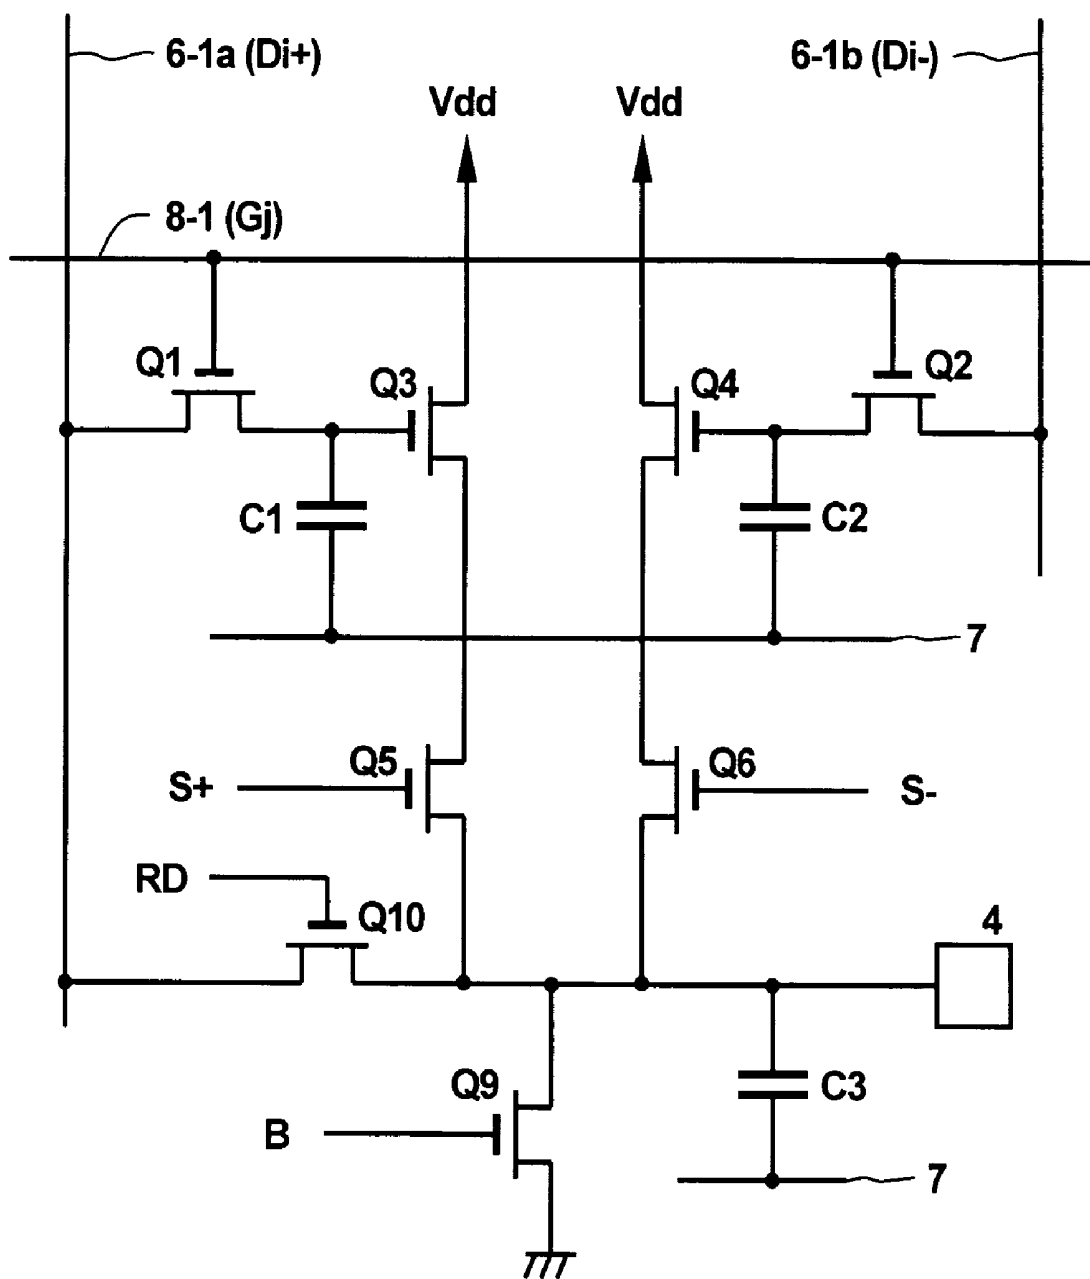 6-1a (Di+)
6-1b (Di-)
Vdd
Vdd
8-1 (Gj)
Q1
Q3
Q4
Q2
C1
C2
7
Q5
Q6
S+
S-
RD
Q10
4
Q9
C3
B
7